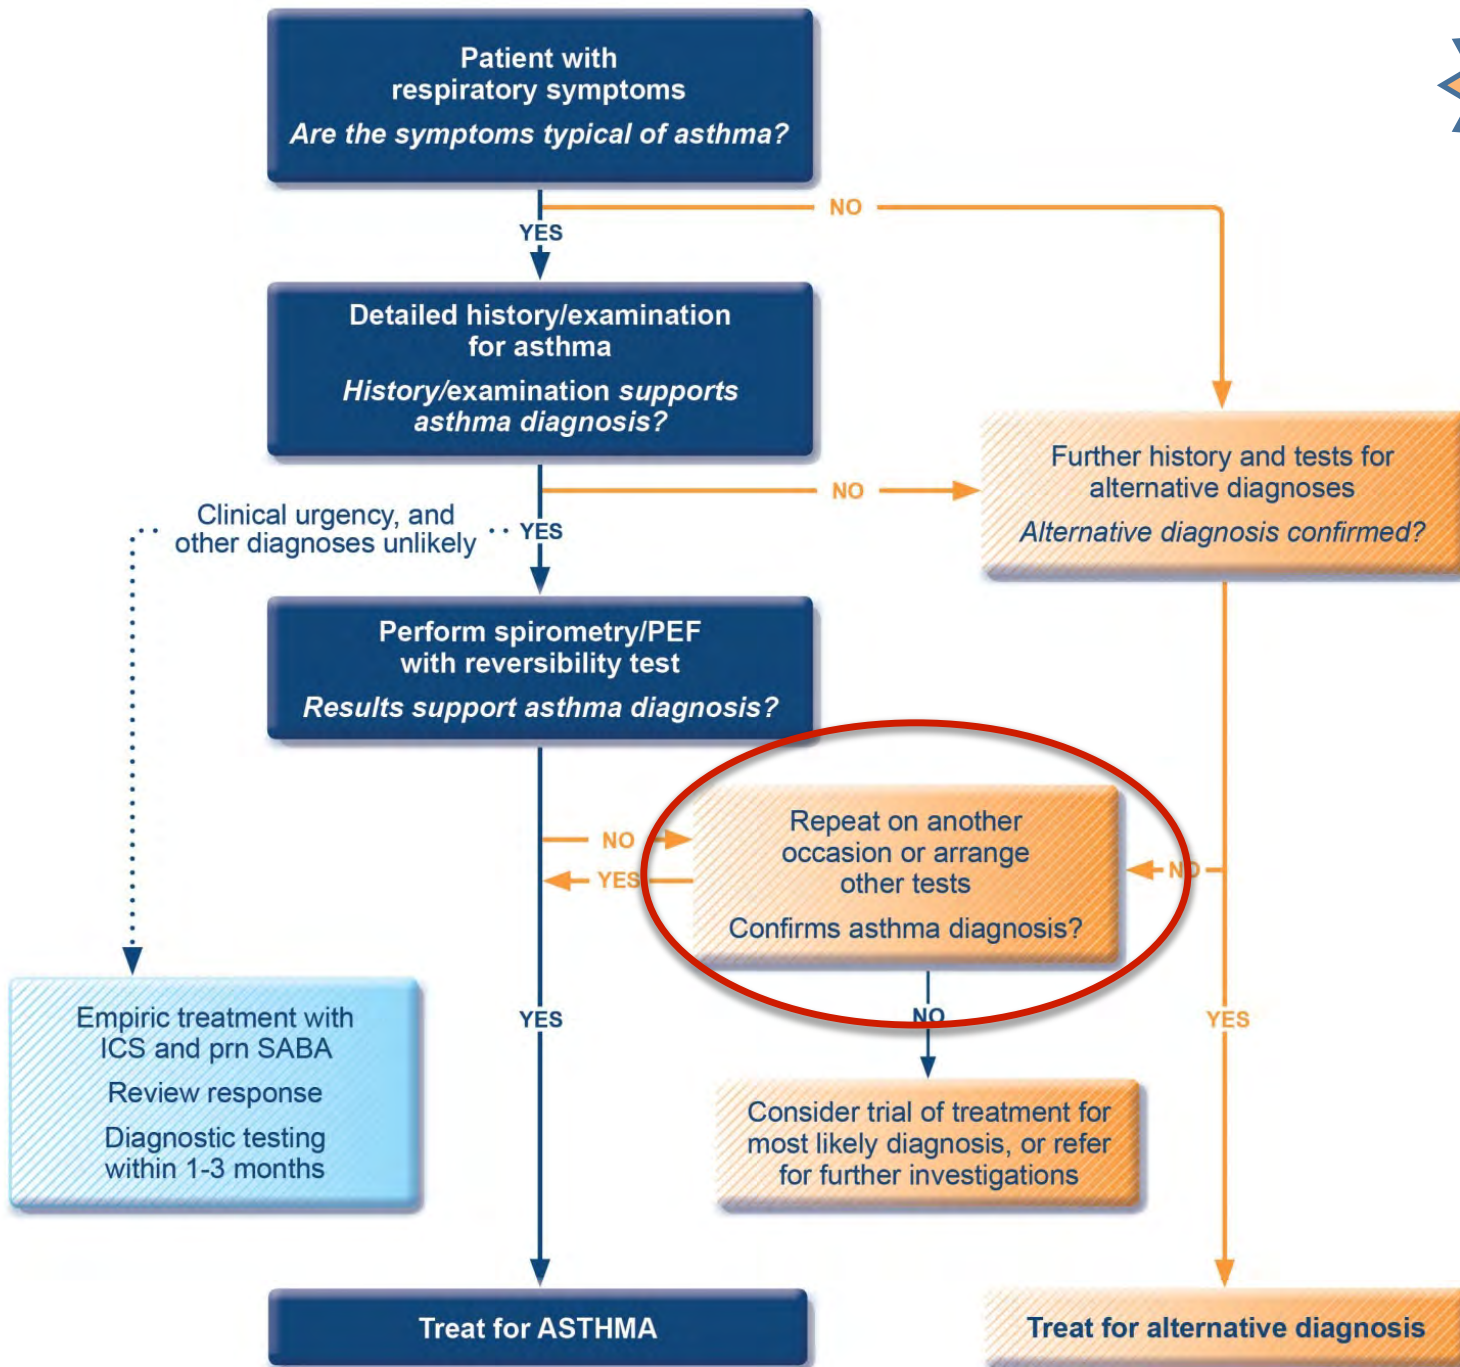 Patient with
respiratory symptoms
Are the symptoms typical of asthma?
NO
YES
Detailed history/examination
for asthma
History/examination supports
asthma diagnosis?
Further history and tests for
alternative diagnoses
Alternative diagnosis confirmed?
NO
Clinical urgency, and
other diagnoses unlikely
YES
Perform spirometry/PEF
with reversibility test
Results support asthma diagnosis?
Repeat on another
occasion or arrange
other tests
Confirms asthma diagnosis?
NO
YES
NO
Empiric treatment with
ICS and prn SABA
Review response
Diagnostic testing
within 1-3 months
YES
NO
YES
Consider trial of treatment for
most likely diagnosis, or refer
for further investigations
Treat for ASTHMA
Treat for alternative diagnosis